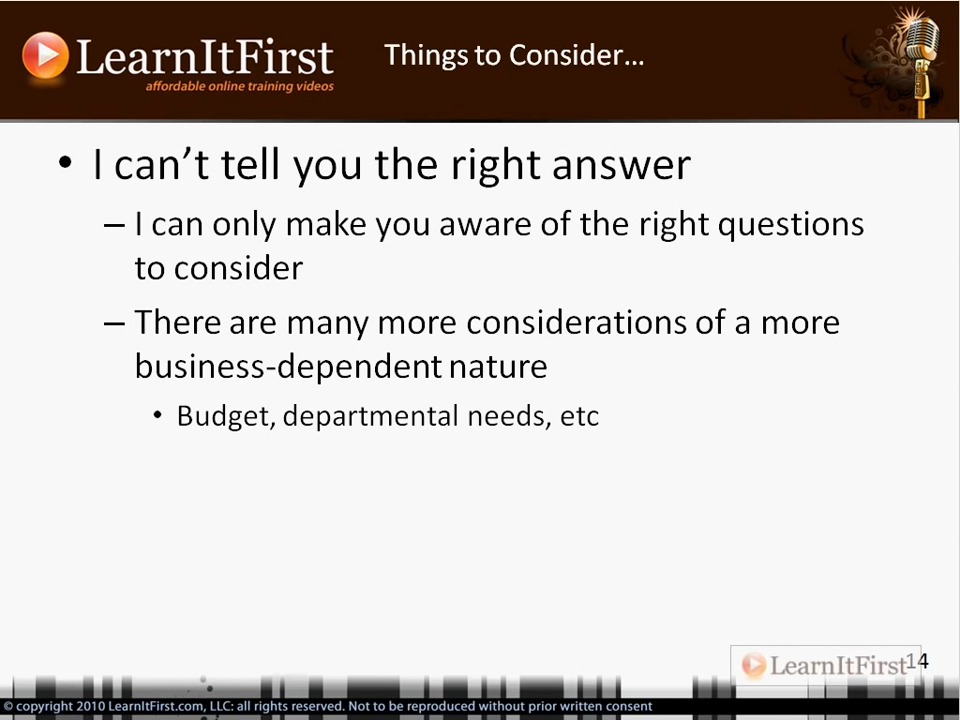 LearnItFirst
affordable online training videos
Things to Consider…
• I can't tell you the right answer
– I can only make you aware of the right questions
to consider
– There are many more considerations of a more
business-dependent nature
• Budget, departmental needs, etc
LearnItFirst
14
© copyright 2010 LearnItFirst.com, LLC: all rights reserved. Not to be reproduced without prior written consent